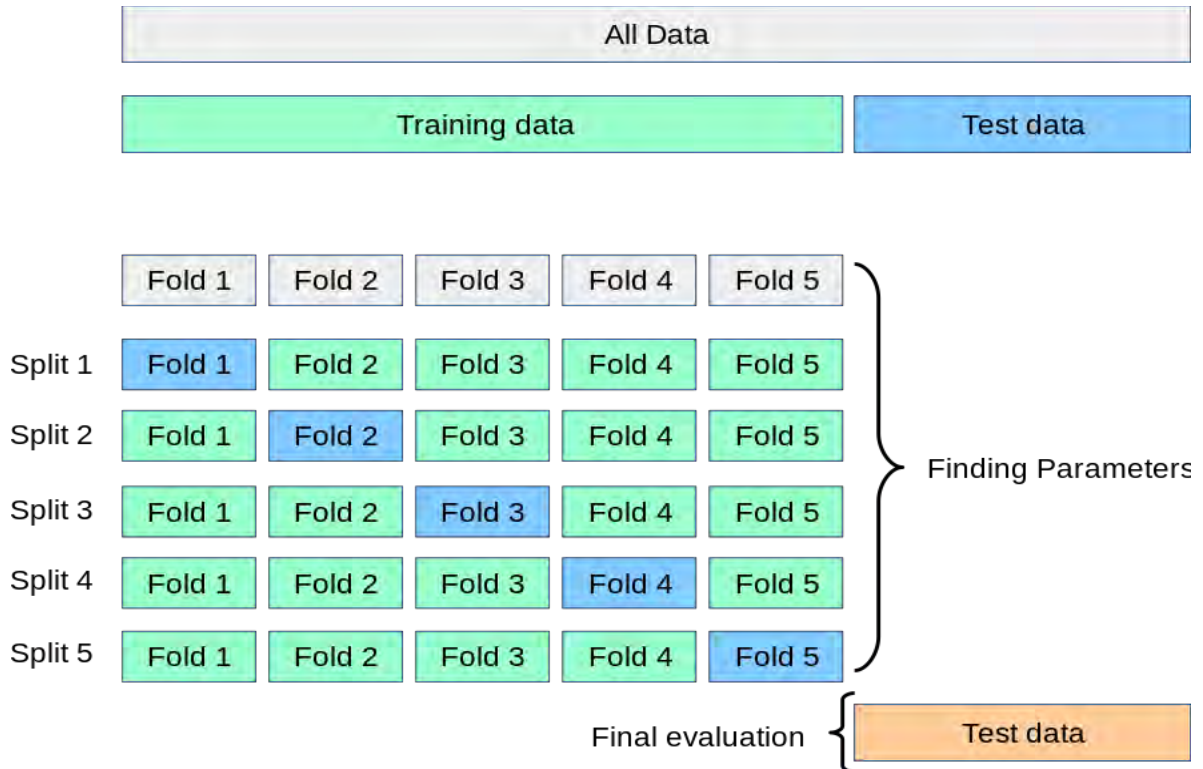 All Data
Training data Test data
Fold 1 Fold 2 Fold 3 Fold 4 Fold 5
Split 1 Fold 1 Fold 2 Fold 3 Fold 4 Fold 5
Split 2 Fold 1 Fold 2 Fold 3 Fold 4 Fold 5
Finding Parameters
Split 3 Fold 1 Fold 2 Fold 3 Fold 4 Fold 5
Split 4 Fold 1 Fold 2 Fold 3 Fold 4 Fold 5
Split 5 Fold 1 Fold 2 Fold 3 Fold 4 Fold 5
Final evaluation Test data